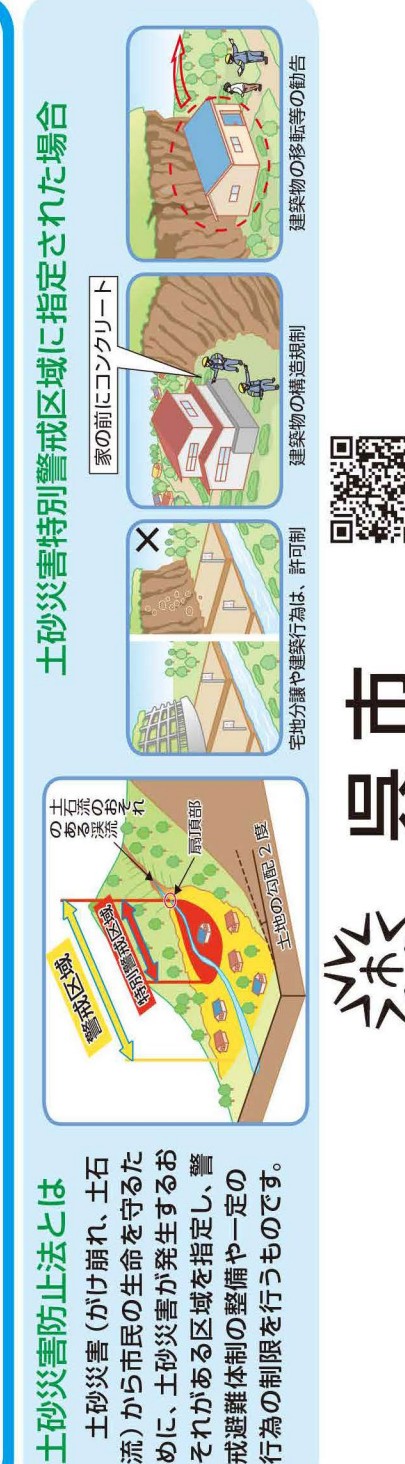 土砂災害防止法とは
土砂災害（がけ崩れ、土石
流）から市民の生命を守るた
めに、土砂災害が発生するお
それがある区域を指定し、警
戒避難体制の整備や一定の
行為の制限を行うものです。
警戒区域
特別警戒区域
土石流のおそれ
のある渓流
扇頂部
土地の勾配2度
土砂災害特別警戒区域に指定された場合
宅地分譲や建築行為は、許可制
家の前にコンクリート
建築物の構造規制
建築物の移転等の勧告
呉市